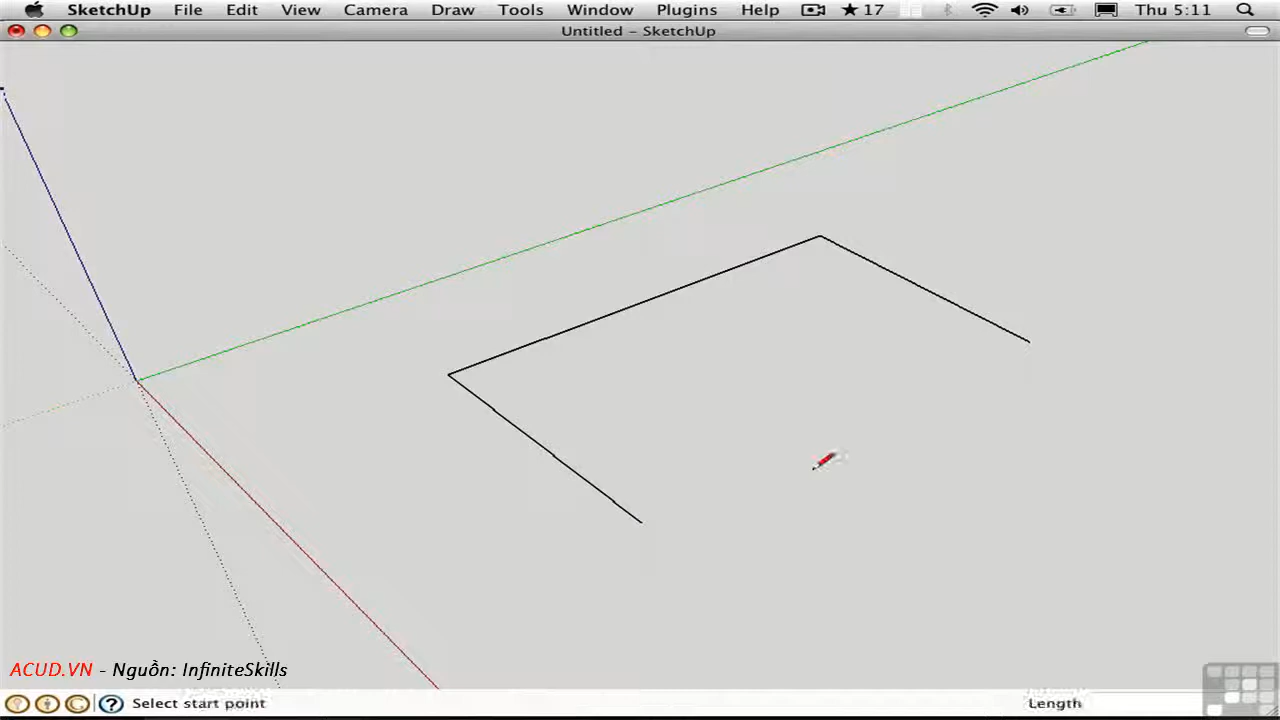 SketchUp File Edit View Camera Draw Tools Window Plugins Help 17 Thu 5:11
Untitled – SketchUp
ACUD.VN - Nguồn: InfiniteSkills
Select start point Length